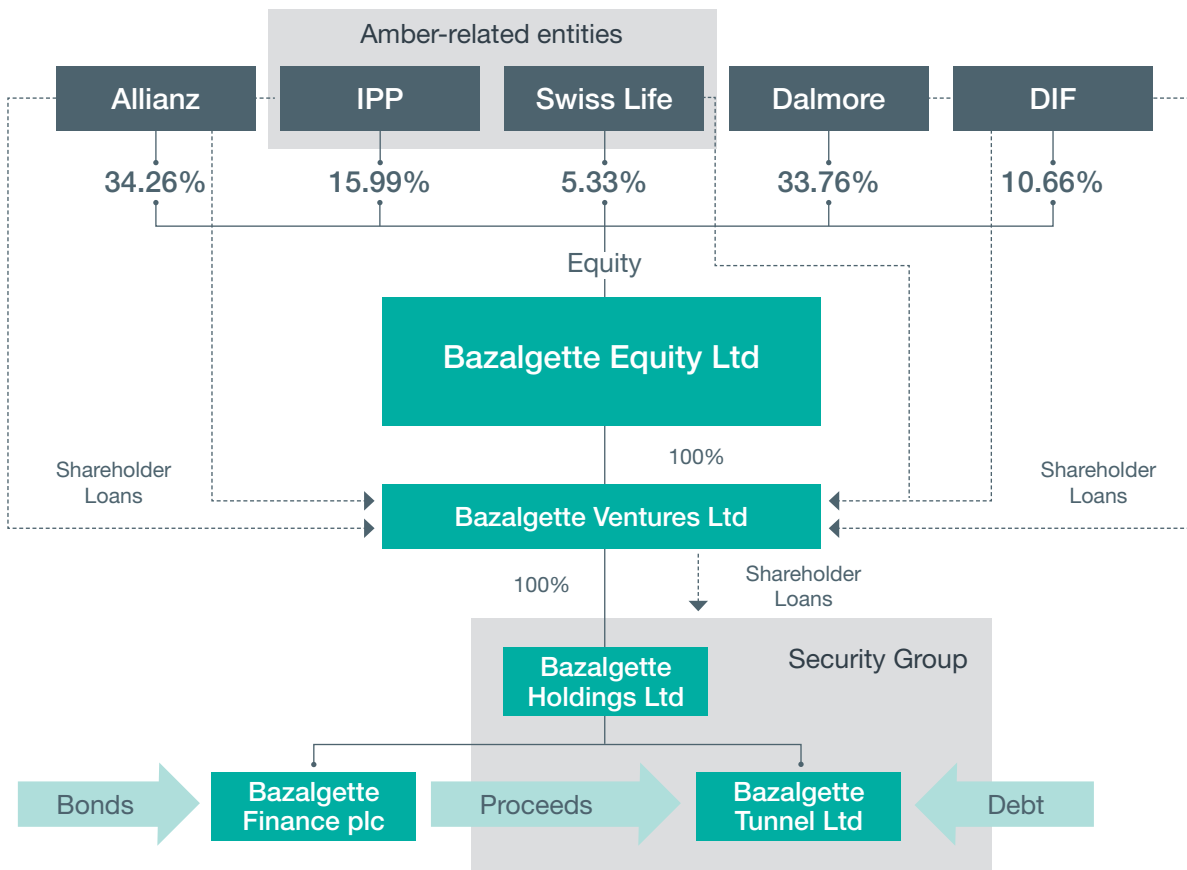 Amber-related entities
Allianz
IPP
Swiss Life
Dalmore
DIF
34.26%
15.99%
5.33%
33.76%
10.66%
Equity
Bazalgette Equity Ltd
100%
Shareholder
Loans
Shareholder
Loans
Bazalgette Ventures Ltd
100%
Shareholder
Loans
Security Group
Bazalgette
Holdings Ltd
Bonds
Bazalgette
Finance plc
Proceeds
Bazalgette
Tunnel Ltd
Debt